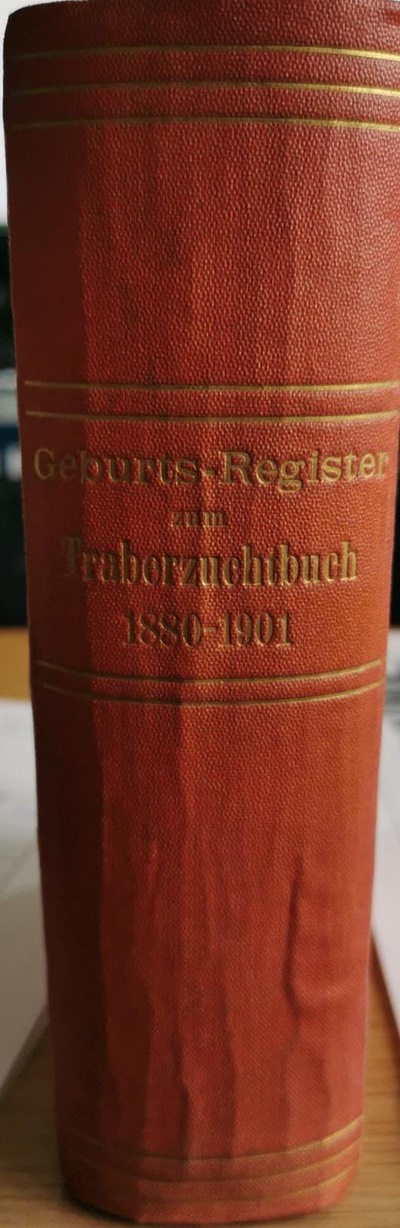 Geburts-Register
zum
Traberzuchtbuch
1880-1901